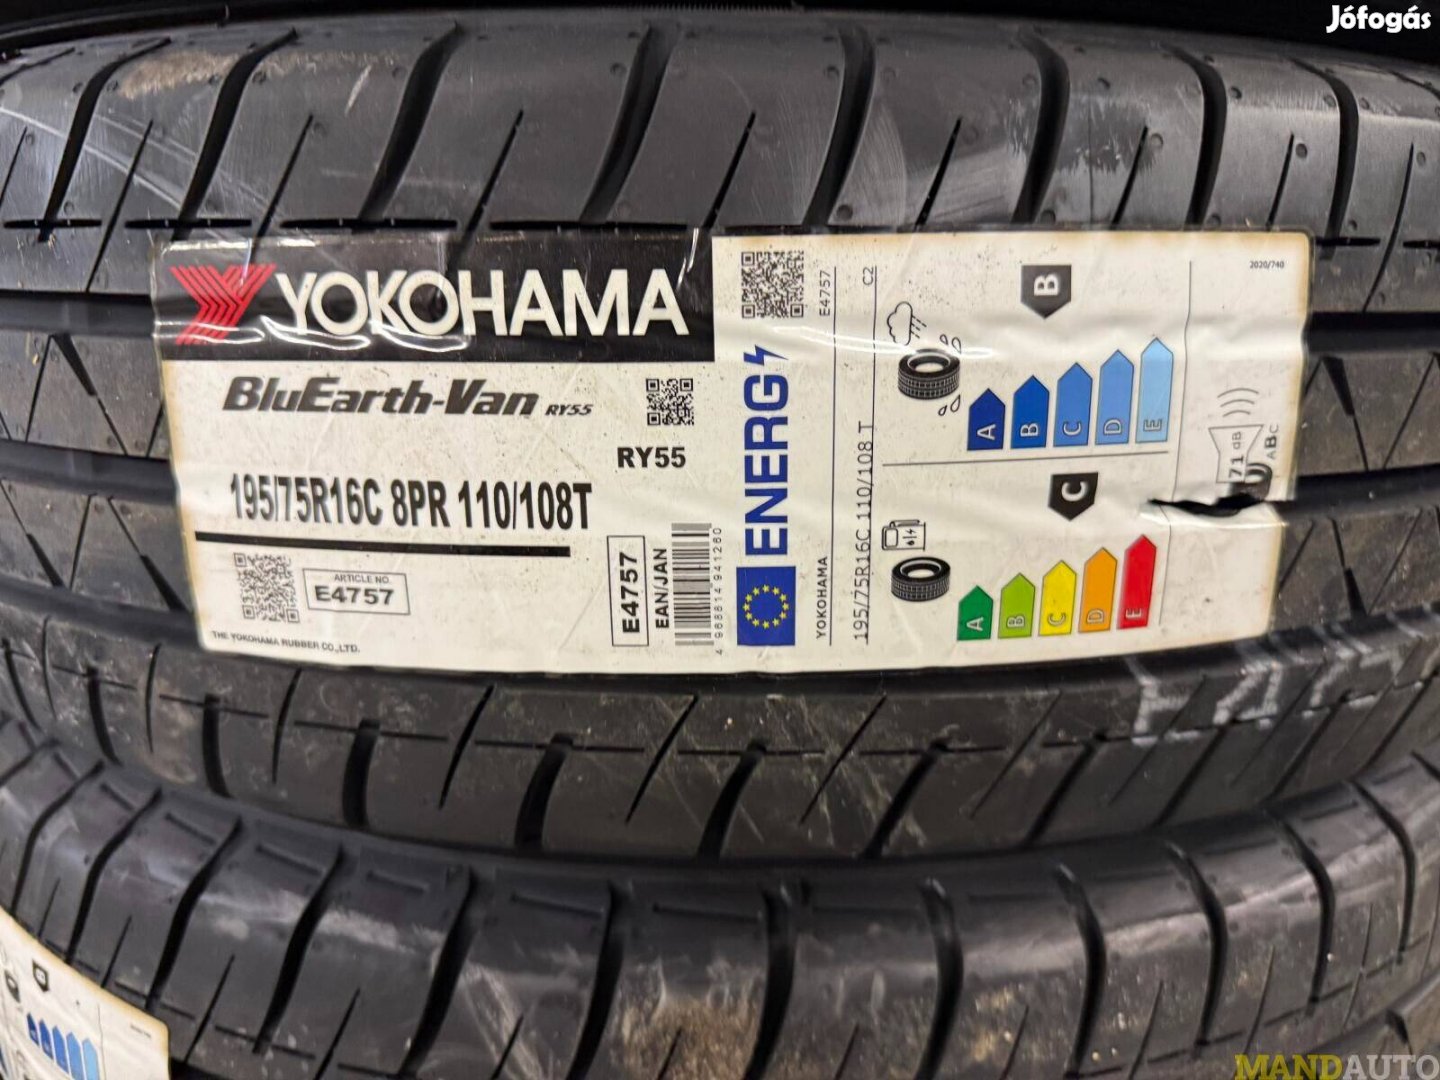 Jófogás
YOKOHAMA
BluEarth-Van RY55
RY55
195/75R16C 8PR 110/108T
ARTICLE NO.
E4757
THE YOKOHAMA RUBBER CO.,LTD.
E4757
EAN/JAN
4968814941260
ENERG
E4757
YOKOHAMA
195/75R16C 110/108 T
C2
B
A
B
C
D
E
C
A
B
C
D
E
71 dB
ABC
2020/740
MANDAUTO